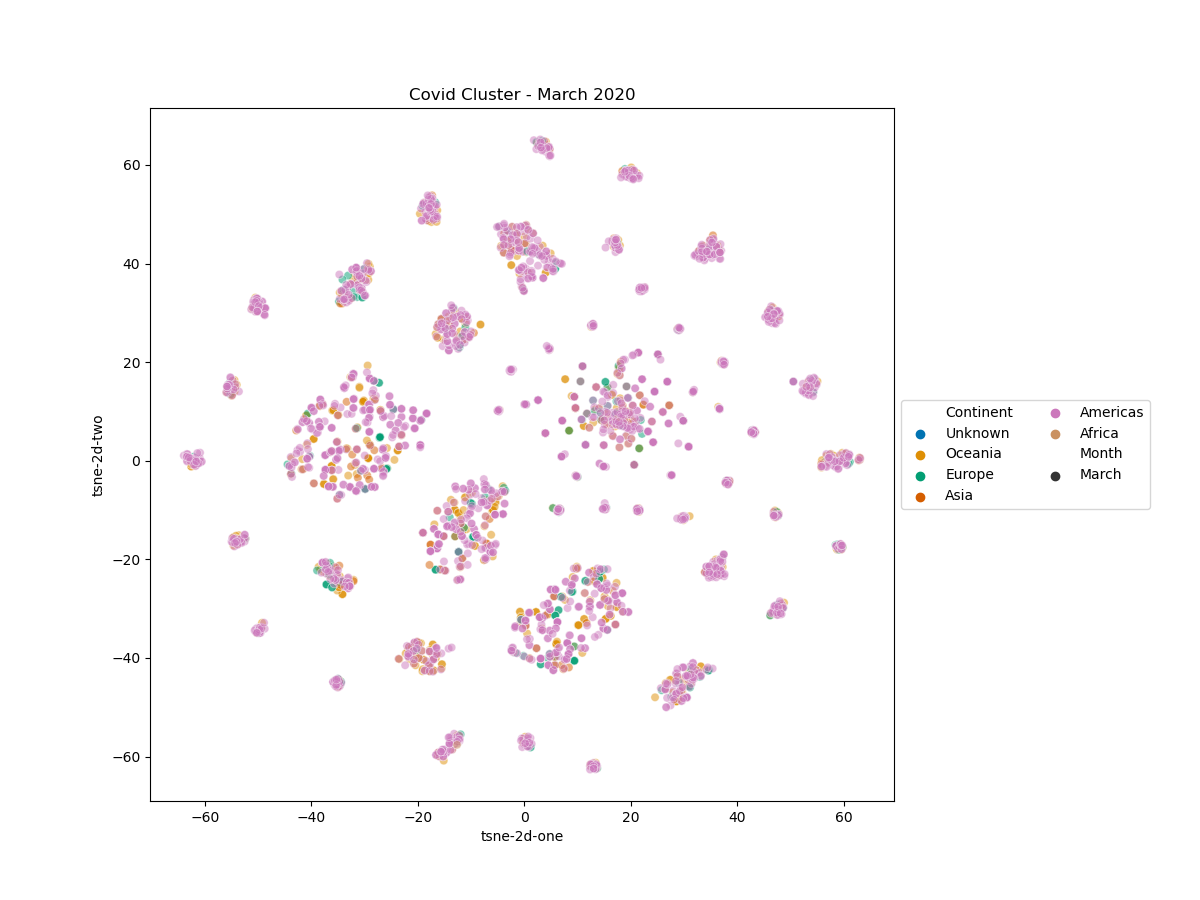 Covid Cluster - March 2020
60
40
20
0
−20
−40
−60
tsne-2d-two
−60
−40
−20
0
20
40
60
tsne-2d-one
Continent
Unknown
Oceania
Europe
Asia
Americas
Africa
Month
March